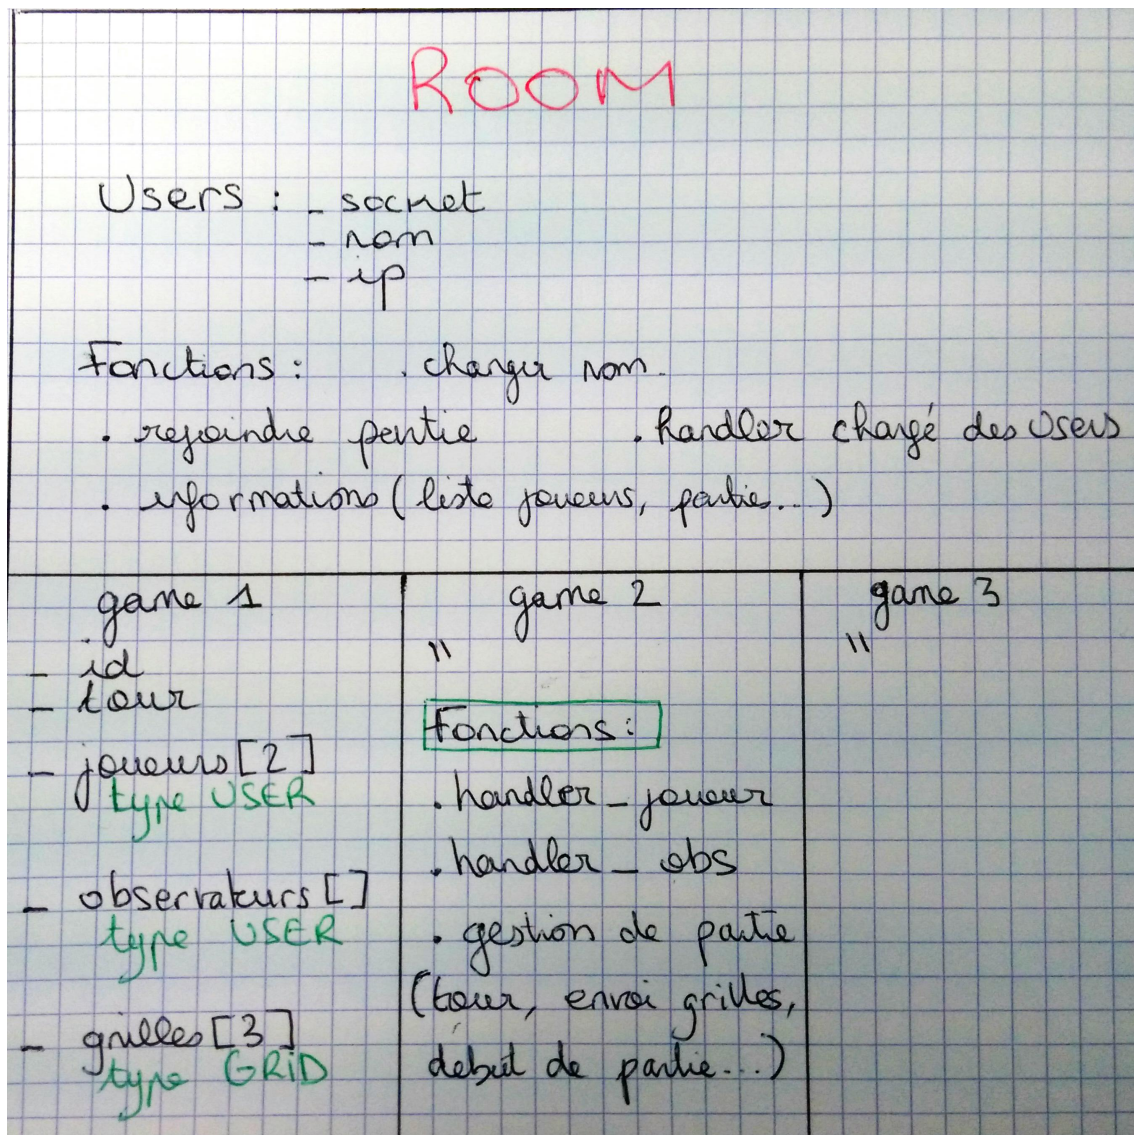 ROOM
Users : - socket
- nom
- ip
Fonctions : . changer nom.
. rejoindre partie . handler chargé des Users
. informations (liste joueurs, parties...)
game 1
- id
- tour
- joueurs [2]
type USER
- observateurs []
type USER
- grilles [3]
type GRID
game 2
"
Fonctions :
. handler - joueur
. handler - obs
. gestion de partie
(tour, envoi grilles,
début de partie...)
game 3
"